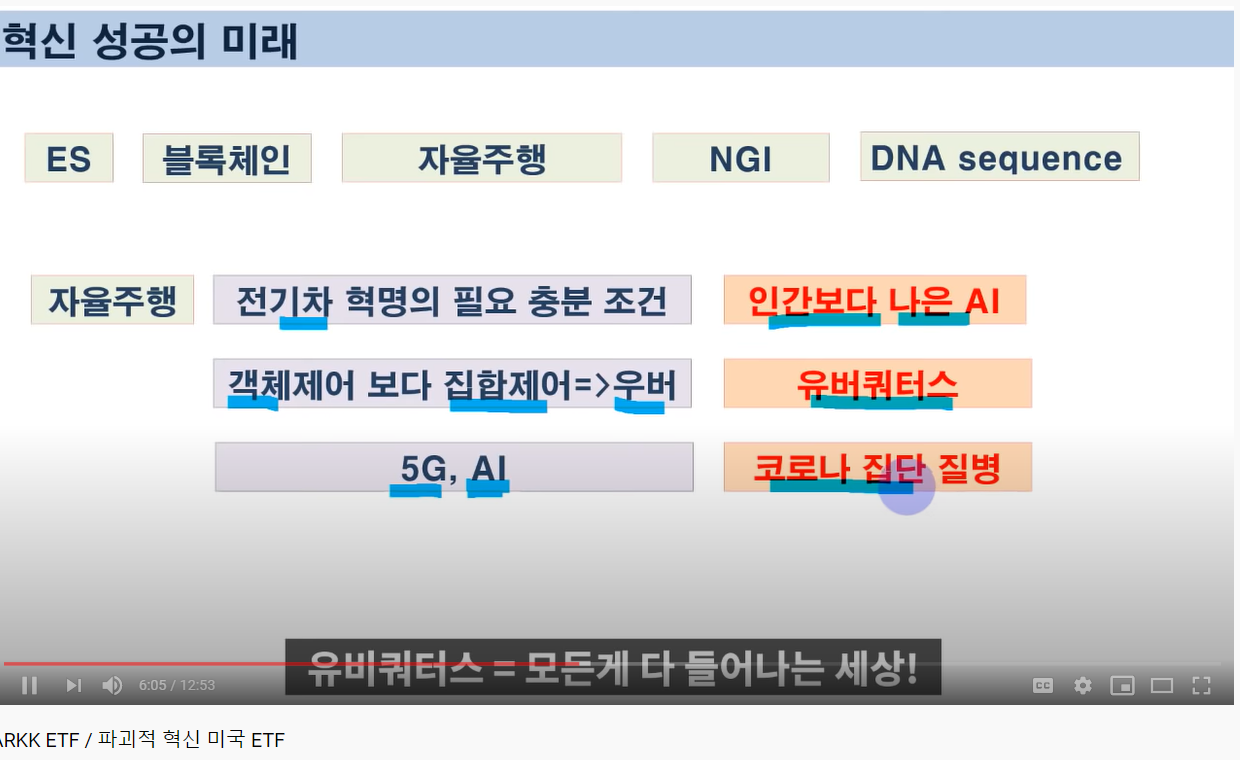 혁신 성공의 미래
ES 블록체인 자율주행 NGI DNA sequence
자율주행 전기차 혁명의 필요 충분 조건 인간보다 나은 AI
객체제어 보다 집합제어=>우버 유버퀴터스
5G, AI 코로나 집단 질병
유비쿼터스 = 모든게 다 들어나는 세상!
6:05 / 12:53 CC
ARKK ETF / 파괴적 혁신 미국 ETF